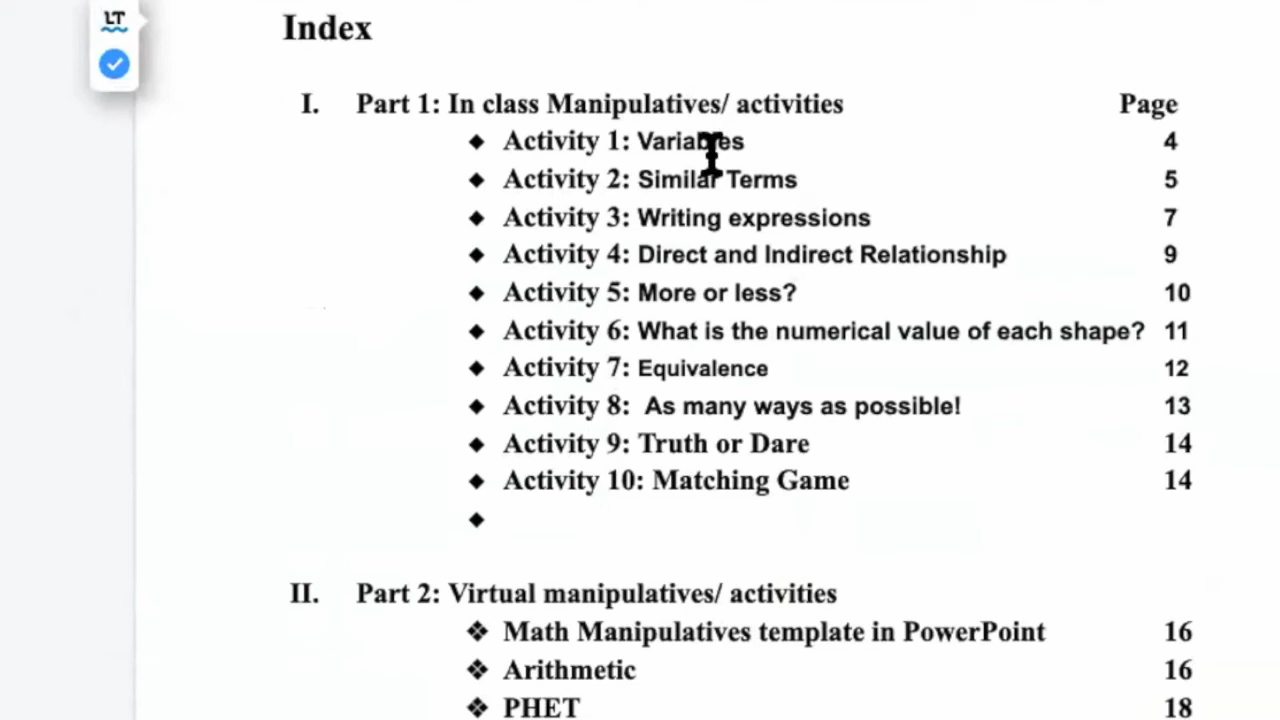 LT
Index
I. Part 1: In class Manipulatives/ activities Page
◆ Activity 1: Variables 4
◆ Activity 2: Similar Terms 5
◆ Activity 3: Writing expressions 7
◆ Activity 4: Direct and Indirect Relationship 9
◆ Activity 5: More or less? 10
◆ Activity 6: What is the numerical value of each shape? 11
◆ Activity 7: Equivalence 12
◆ Activity 8: As many ways as possible! 13
◆ Activity 9: Truth or Dare 14
◆ Activity 10: Matching Game 14
◆
II. Part 2: Virtual manipulatives/ activities
❖ Math Manipulatives template in PowerPoint 16
❖ Arithmetic 16
❖ PHET 18